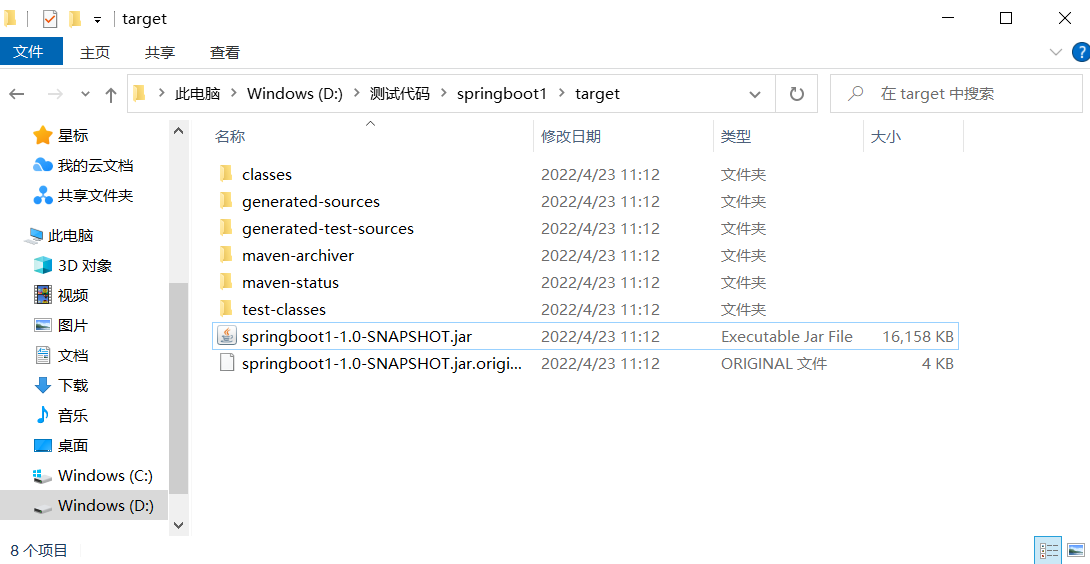 target
文件 主页 共享 查看
此电脑 Windows (D:) 测试代码 springboot1 target 在 target 中搜索
名称 修改日期 类型 大小
classes 2022/4/23 11:12 文件夹
generated-sources 2022/4/23 11:12 文件夹
generated-test-sources 2022/4/23 11:12 文件夹
maven-archiver 2022/4/23 11:12 文件夹
maven-status 2022/4/23 11:12 文件夹
test-classes 2022/4/23 11:12 文件夹
springboot1-1.0-SNAPSHOT.jar 2022/4/23 11:12 Executable Jar File 16,158 KB
springboot1-1.0-SNAPSHOT.jar.origi... 2022/4/23 11:12 ORIGINAL 文件 4 KB
星标
我的云文档
共享文件夹
此电脑
3D 对象
视频
图片
文档
下载
音乐
桌面
Windows (C:)
Windows (D:)
8 个项目